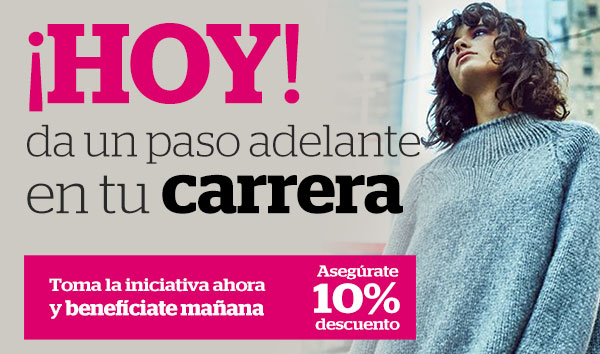 ¡HOY!
da un paso adelante
en tu carrera
Toma la iniciativa ahora
y benefíciate mañana
Asegúrate
10%
descuento